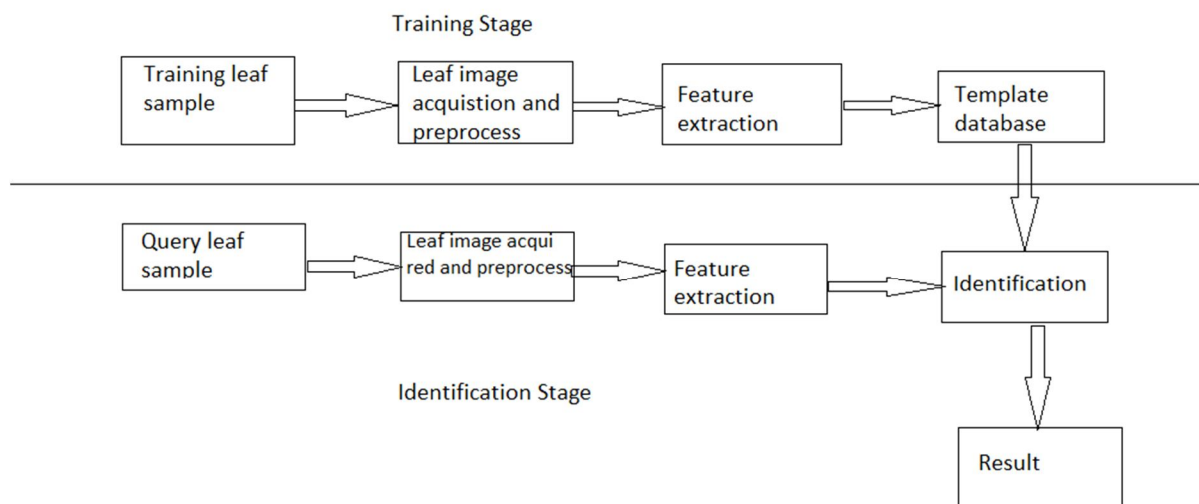 Training Stage
Training leaf
sample
Leaf image
acquistion and
preprocess
Feature
extraction
Template
database
Query leaf
sample
Leaf image acqui
red and preprocess
Feature
extraction
Identification
Identification Stage
Result